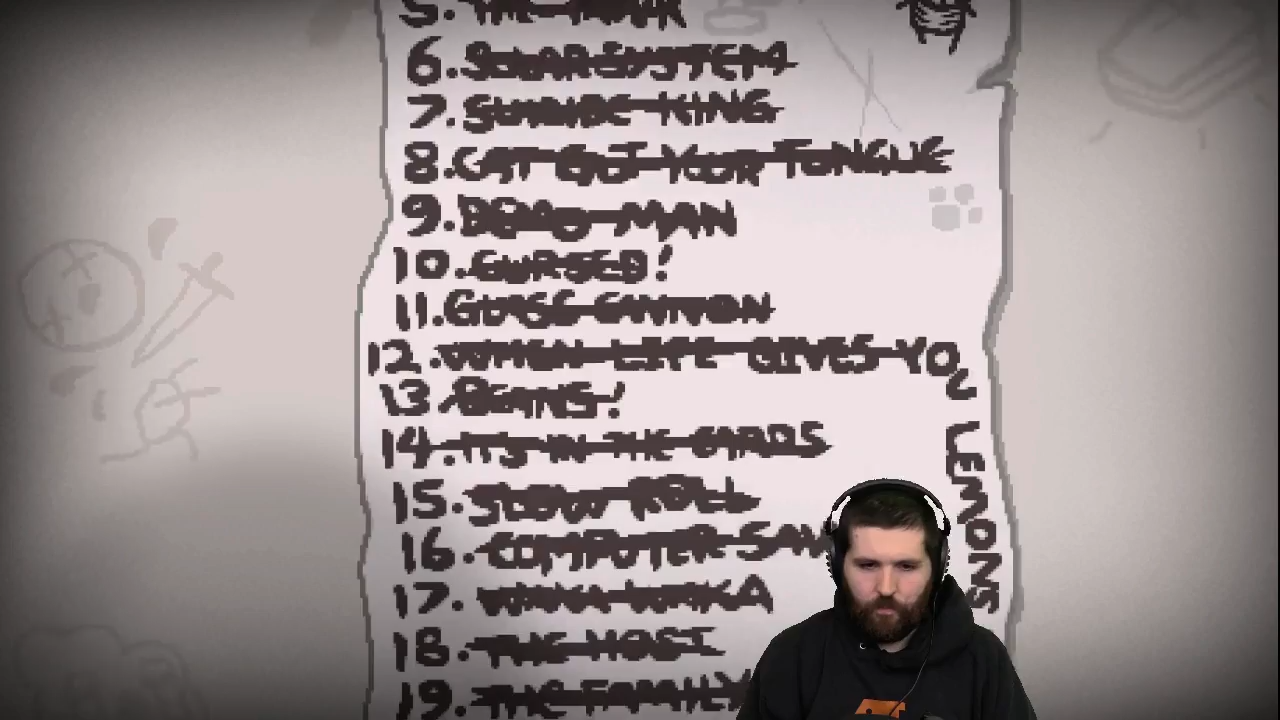 5. THE TANK
6. SOLAR SYSTEM
7. SUICIDE KING
8. CAT GOT YOUR TONGUE
9. DEMO MAN
10. CURSED!
11. GLASS CANNON
12. WHEN LIFE GIVES YOU LEMONS
13. BEANS!
14. IT'S IN THE CARDS
15. SLOW ROLL
16. COMPUTER
17. WAKA WAKA
18. THE HOST
19. THE FAMILY